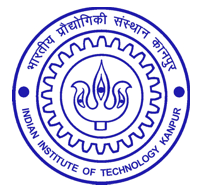 भारतीय प्रौद्योगिकी संस्थान कानपुर
INDIAN INSTITUTE OF TECHNOLOGY KANPUR